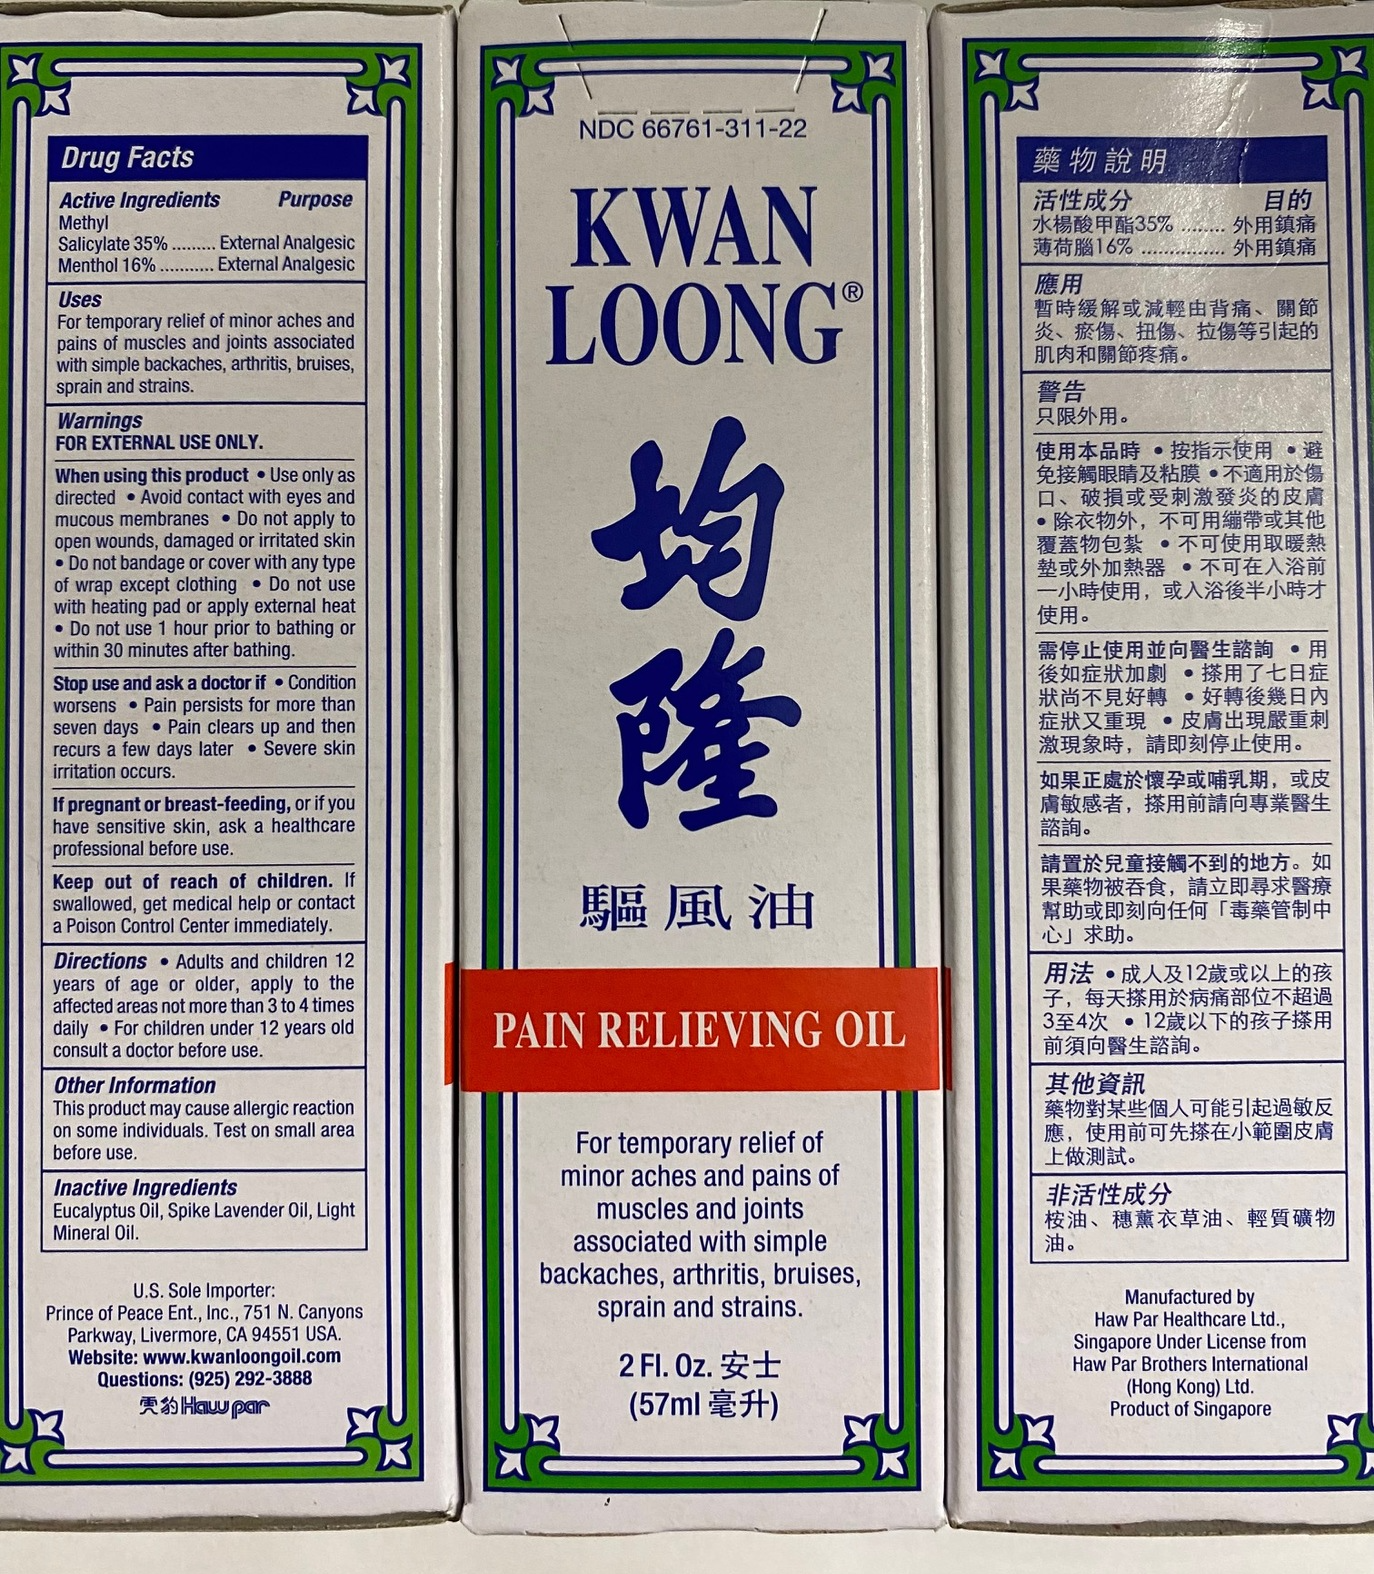 Drug Facts
Active Ingredients Purpose
Methyl
Salicylate 35% ......... External Analgesic
Menthol 16% ........... External Analgesic
Uses
For temporary relief of minor aches and
pains of muscles and joints associated
with simple backaches, arthritis, bruises,
sprain and strains.
Warnings
FOR EXTERNAL USE ONLY.
When using this product • Use only as
directed • Avoid contact with eyes and
mucous membranes • Do not apply to
open wounds, damaged or irritated skin
• Do not bandage or cover with any type
of wrap except clothing • Do not use
with heating pad or apply external heat
• Do not use 1 hour prior to bathing or
within 30 minutes after bathing.
Stop use and ask a doctor if • Condition
worsens • Pain persists for more than
seven days • Pain clears up and then
recurs a few days later • Severe skin
irritation occurs.
If pregnant or breast-feeding, or if you
have sensitive skin, ask a healthcare
professional before use.
Keep out of reach of children. If
swallowed, get medical help or contact
a Poison Control Center immediately.
Directions • Adults and children 12
years of age or older, apply to the
affected areas not more than 3 to 4 times
daily • For children under 12 years old
consult a doctor before use.
Other Information
This product may cause allergic reaction
on some individuals. Test on small area
before use.
Inactive Ingredients
Eucalyptus Oil, Spike Lavender Oil, Light
Mineral Oil.
U.S. Sole Importer:
Prince of Peace Ent., Inc., 751 N. Canyons
Parkway, Livermore, CA 94551 USA.
Website: www.kwanloongoil.com
Questions: (925) 292-3888
虎豹 Haw par
NDC 66761-311-22
KWAN
LOONG®
均
隆
驅風油
PAIN RELIEVING OIL
For temporary relief of
minor aches and pains of
muscles and joints
associated with simple
backaches, arthritis, bruises,
sprain and strains.
2 Fl. Oz. 安士
(57ml 毫升)
藥物說明
活性成分 目的
水楊酸甲酯35% ........ 外用鎮痛
薄荷腦16% ................ 外用鎮痛
應用
暫時緩解或減輕由背痛、關節
炎、瘀傷、扭傷、拉傷等引起的
肌肉和關節疼痛。
警告
只限外用。
使用本品時 • 按指示使用 • 避
免接觸眼睛及粘膜 • 不適用於傷
口、破損或受刺激發炎的皮膚
• 除衣物外，不可用繃帶或其他
覆蓋物包紮 • 不可使用取暖熱
墊或外加熱器 • 不可在入浴前
一小時使用，或入浴後半小時才
使用。
需停止使用並向醫生諮詢 • 用
後如症狀加劇 • 搽用了七日症
狀尚不見好轉 • 好轉後幾日內
症狀又重現 • 皮膚出現嚴重刺
激現象時，請即刻停止使用。
如果正處於懷孕或哺乳期，或皮
膚敏感者，搽用前請向專業醫生
諮詢。
請置於兒童接觸不到的地方。如
果藥物被吞食，請立即尋求醫療
幫助或即刻向任何「毒藥管制中
心」求助。
用法 • 成人及12歲或以上的孩
子，每天搽用於病痛部位不超過
3至4次 • 12歲以下的孩子搽用
前須向醫生諮詢。
其他資訊
藥物對某些個人可能引起過敏反
應，使用前可先搽在小範圍皮膚
上做測試。
非活性成分
桉油、穗薰衣草油、輕質礦物
油。
Manufactured by
Haw Par Healthcare Ltd.,
Singapore Under License from
Haw Par Brothers International
(Hong Kong) Ltd.
Product of Singapore